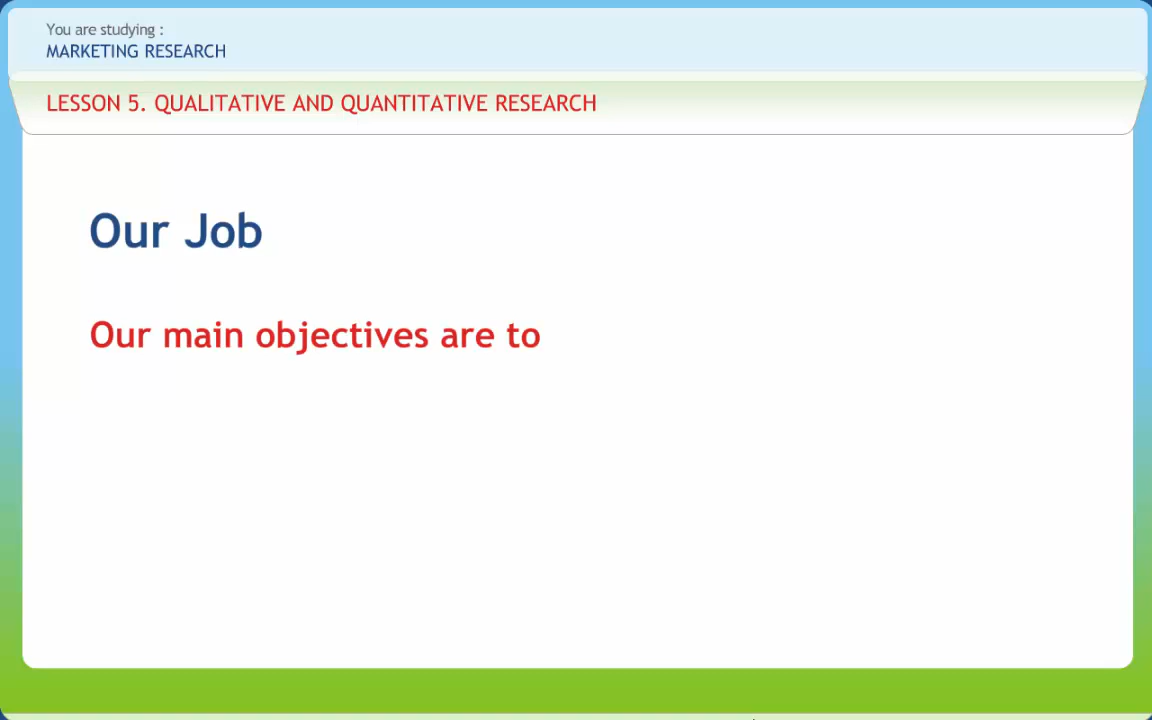 You are studying :
MARKETING RESEARCH
LESSON 5. QUALITATIVE AND QUANTITATIVE RESEARCH
Our Job
Our main objectives are to